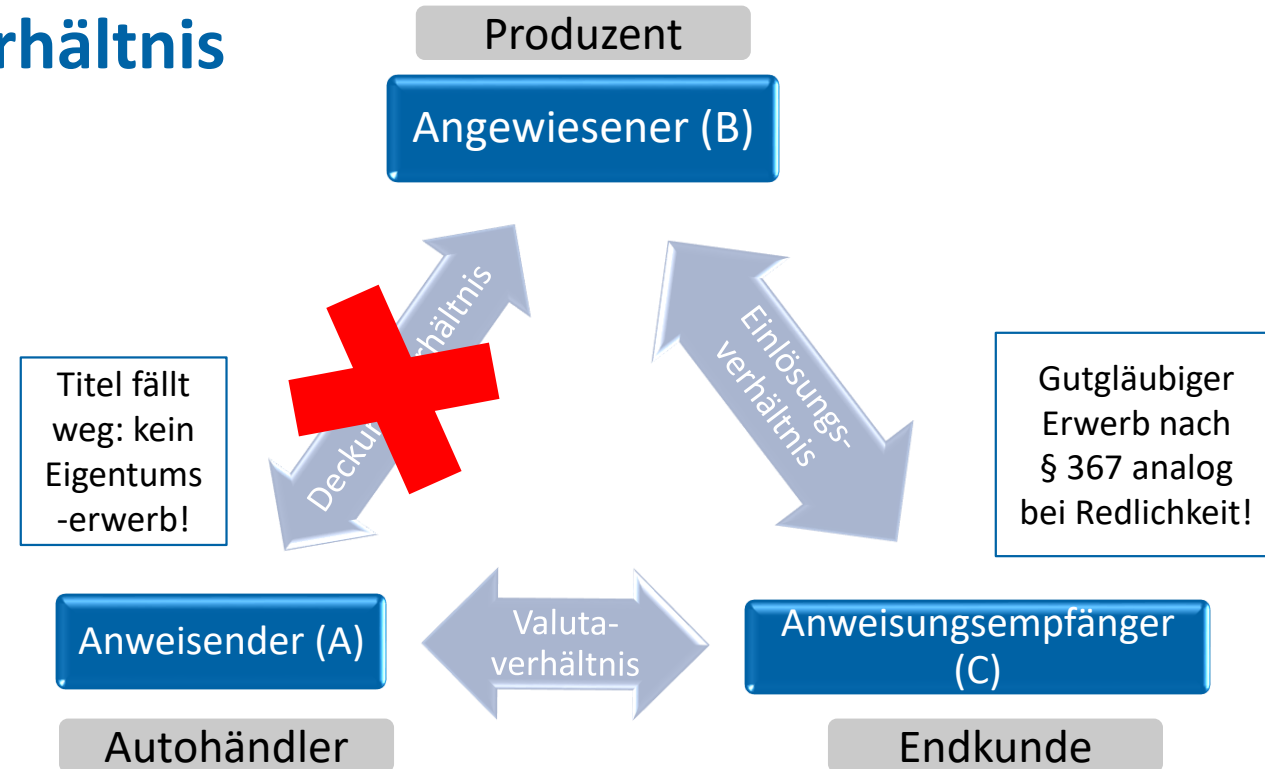 rhältnis
Produzent
Angewiesener (B)
Einlösungs-
verhältnis
Titel fällt
weg: kein
Eigentums
-erwerb!
Gutgläubiger
Erwerb nach
§ 367 analog
bei Redlichkeit!
Anweisender (A)
Valuta-
verhältnis
Anweisungsempfänger
(C)
Autohändler
Endkunde